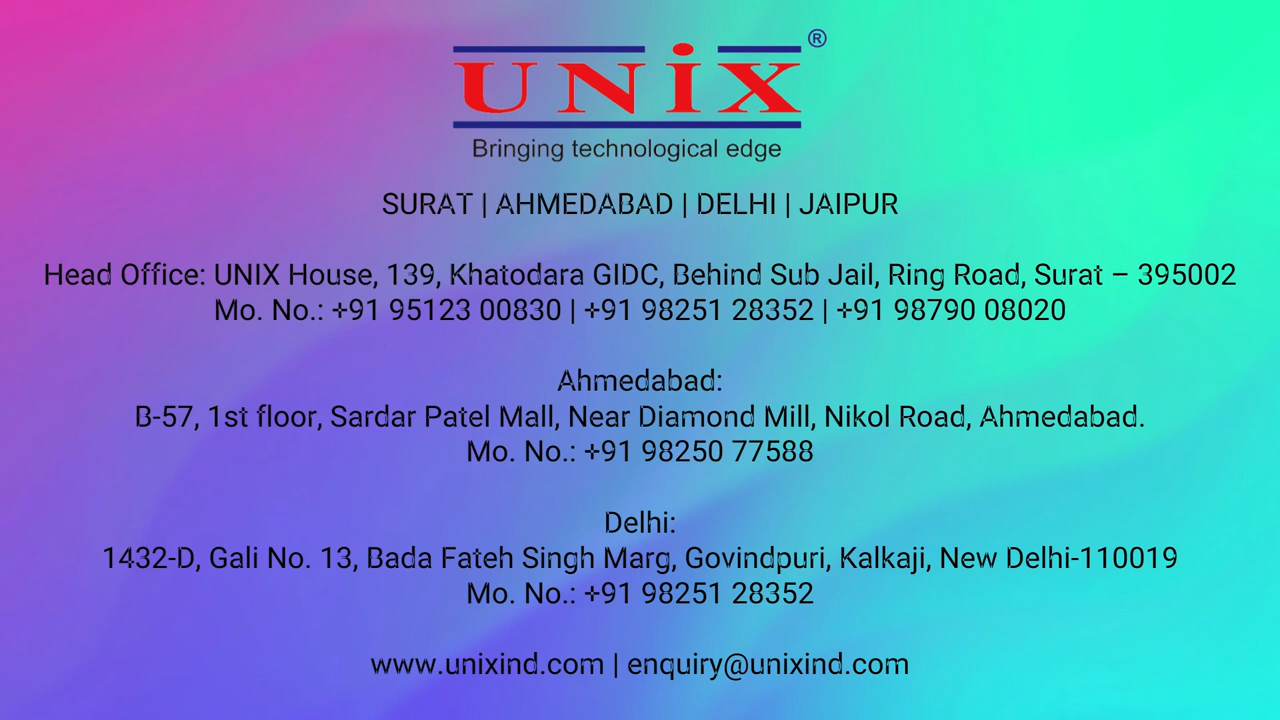 UNiX®
Bringing technological edge
SURAT | AHMEDABAD | DELHI | JAIPUR
Head Office: UNIX House, 139, Khatodara GIDC, Behind Sub Jail, Ring Road, Surat – 395002
Mo. No.: +91 95123 00830 | +91 98251 28352 | +91 98790 08020
Ahmedabad:
B-57, 1st floor, Sardar Patel Mall, Near Diamond Mill, Nikol Road, Ahmedabad.
Mo. No.: +91 98250 77588
Delhi:
1432-D, Gali No. 13, Bada Fateh Singh Marg, Govindpuri, Kalkaji, New Delhi-110019
Mo. No.: +91 98251 28352
www.unixind.com | enquiry@unixind.com